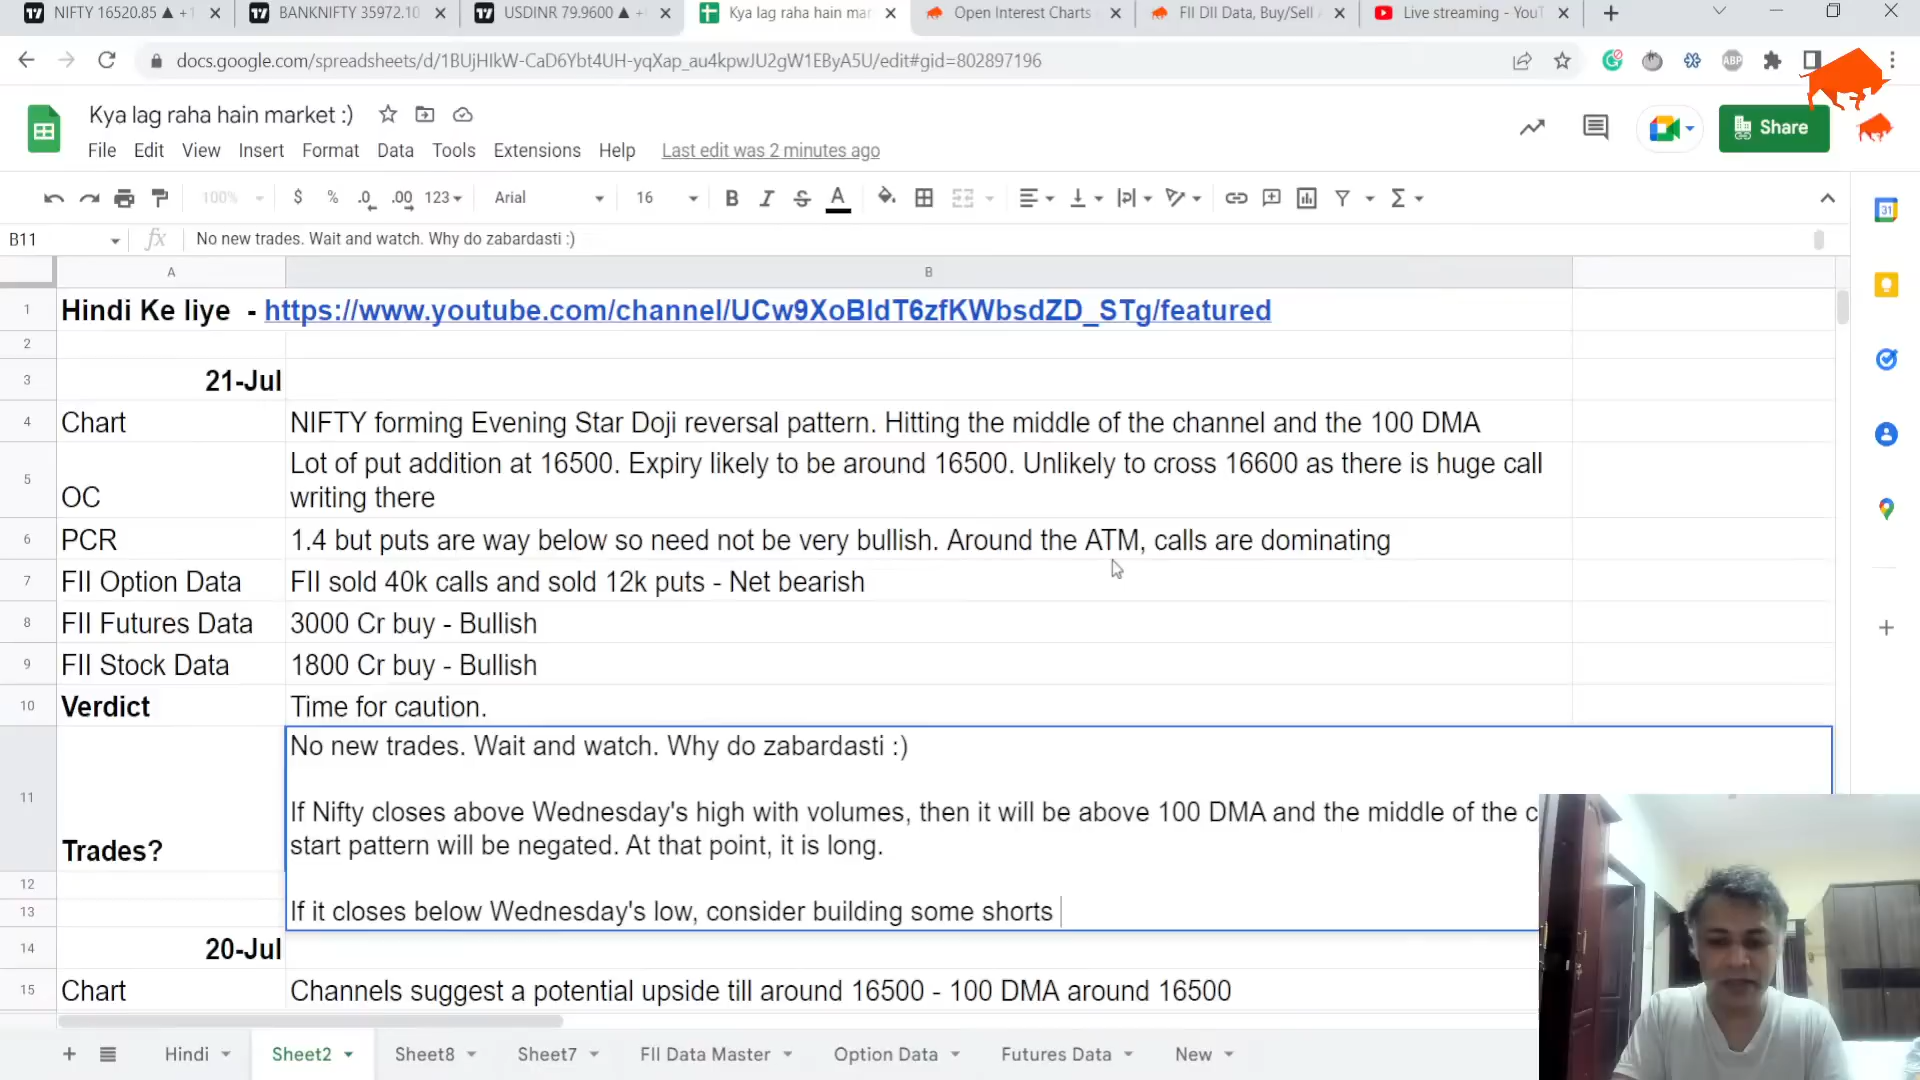 NIFTY 16520.85 ▲ +1
BANKNIFTY 35972.10
USDINR 79.9600 ▲ +
Kya lag raha hain mar
Open Interest Charts
FII DII Data, Buy/Sell
Live streaming - YouT
docs.google.com/spreadsheets/d/1BUjHIkW-CaD6Ybt4UH-yqXap_au4kpwJU2gW1EByA5U/edit#gid=802897196
ABP
Kya lag raha hain market :)
Share
File Edit View Insert Format Data Tools Extensions Help Last edit was 2 minutes ago
100% $ % .0 .00 123 Arial 16 B I S A
31
B11 fx No new trades. Wait and watch. Why do zabardasti :)
A B
1 Hindi Ke liye - https://www.youtube.com/channel/UCw9XoBldT6zfKWbsdZD_STg/featured
2
3 21-Jul
4 Chart NIFTY forming Evening Star Doji reversal pattern. Hitting the middle of the channel and the 100 DMA
5 OC Lot of put addition at 16500. Expiry likely to be around 16500. Unlikely to cross 16600 as there is huge call
writing there
6 PCR 1.4 but puts are way below so need not be very bullish. Around the ATM, calls are dominating
7 FII Option Data FII sold 40k calls and sold 12k puts - Net bearish
8 FII Futures Data 3000 Cr buy - Bullish
9 FII Stock Data 1800 Cr buy - Bullish
10 Verdict Time for caution.
11 Trades? No new trades. Wait and watch. Why do zabardasti :)
If Nifty closes above Wednesday's high with volumes, then it will be above 100 DMA and the middle of the c
start pattern will be negated. At that point, it is long.
12
13 If it closes below Wednesday's low, consider building some shorts
14 20-Jul
15 Chart Channels suggest a potential upside till around 16500 - 100 DMA around 16500
Hindi Sheet2 Sheet8 Sheet7 FII Data Master Option Data Futures Data New